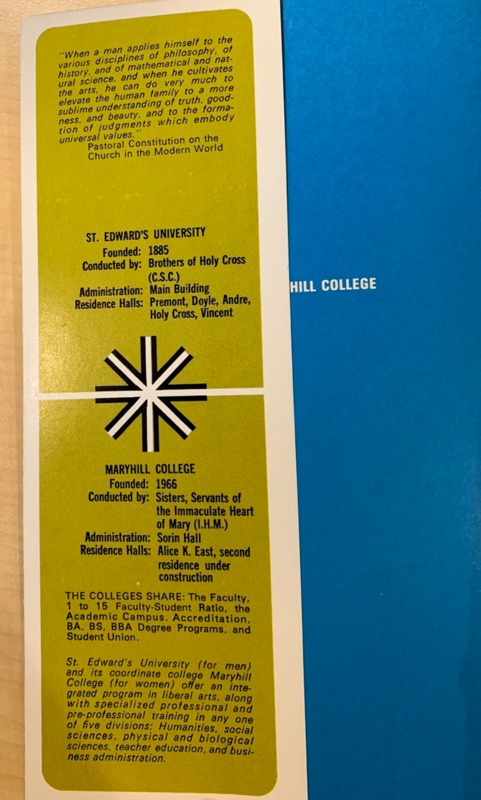 "When a man applies himself to the
various disciplines of philosophy, of
history, and of mathematical and nat-
ural science, and when he cultivates
the arts, he can do very much to
elevate the human family to a more
sublime understanding of truth, good-
ness, and beauty, and to the forma-
tion of judgments which embody
universal values."
Pastoral Constitution on the
Church in the Modern World
ST. EDWARD'S UNIVERSITY
Founded: 1885
Conducted by: Brothers of Holy Cross
(C.S.C.)
Administration: Main Building
Residence Halls: Premont, Doyle, Andre,
Holy Cross, Vincent
HILL COLLEGE
MARYHILL COLLEGE
Founded: 1966
Conducted by: Sisters, Servants of
the Immaculate Heart
of Mary (I.H.M.)
Administration: Sorin Hall
Residence Halls: Alice K. East, second
residence under
construction
THE COLLEGES SHARE: The Faculty,
1 to 15 Faculty-Student Ratio, the
Academic Campus, Accreditation,
BA, BS, BBA Degree Programs, and
Student Union.
St. Edward's University (for men)
and its coordinate college Maryhill
College (for women) offer an inte-
grated program in liberal arts, along
with specialized professional and
pre-professional training in any one
of five divisions: Humanities, social
sciences, physical and biological
sciences, teacher education, and busi-
ness administration.